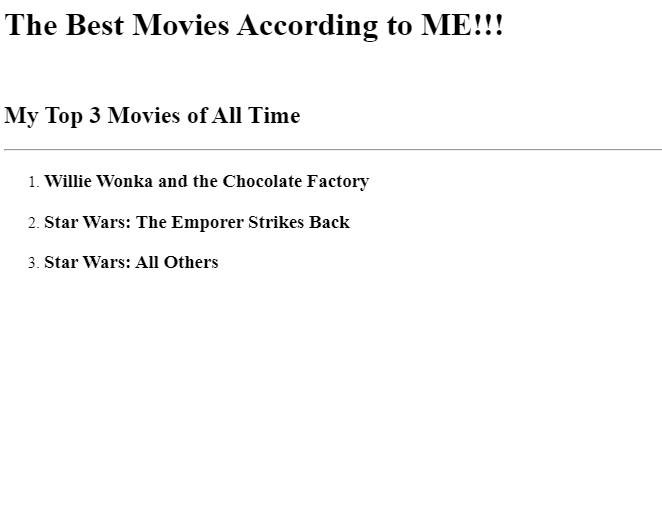 The Best Movies According to ME!!!
My Top 3 Movies of All Time
1. Willie Wonka and the Chocolate Factory
2. Star Wars: The Emporer Strikes Back
3. Star Wars: All Others